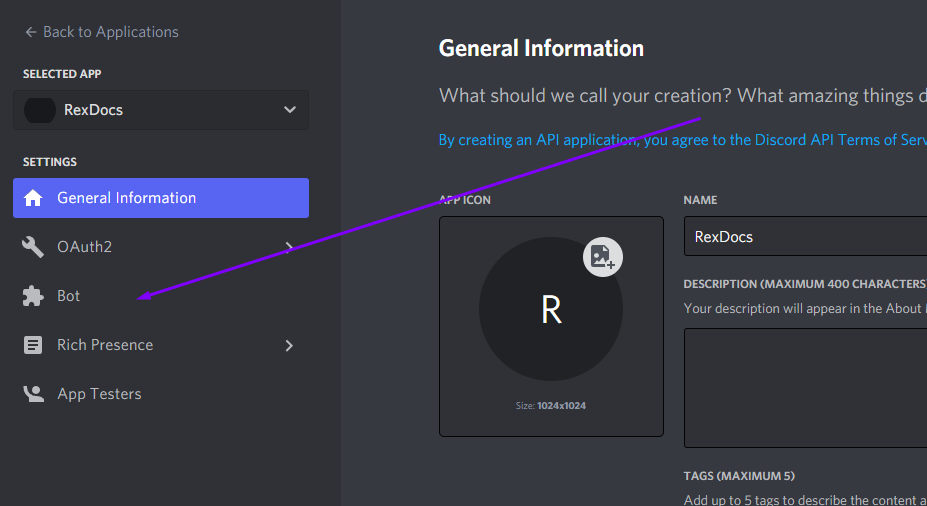 Back to Applications
SELECTED APP
RexDocs
SETTINGS
General Information
OAuth2
Bot
Rich Presence
App Testers
General Information
What should we call your creation? What amazing things
By creating an API application, you agree to the Discord API Terms of
APP ICON
R
Size: 1024x1024
NAME
RexDocs
DESCRIPTION (MAXIMUM 400 CHARACTERS
Your description will appear in the About
TAGS (MAXIMUM 5)
Add up to 5 tags to describe the content